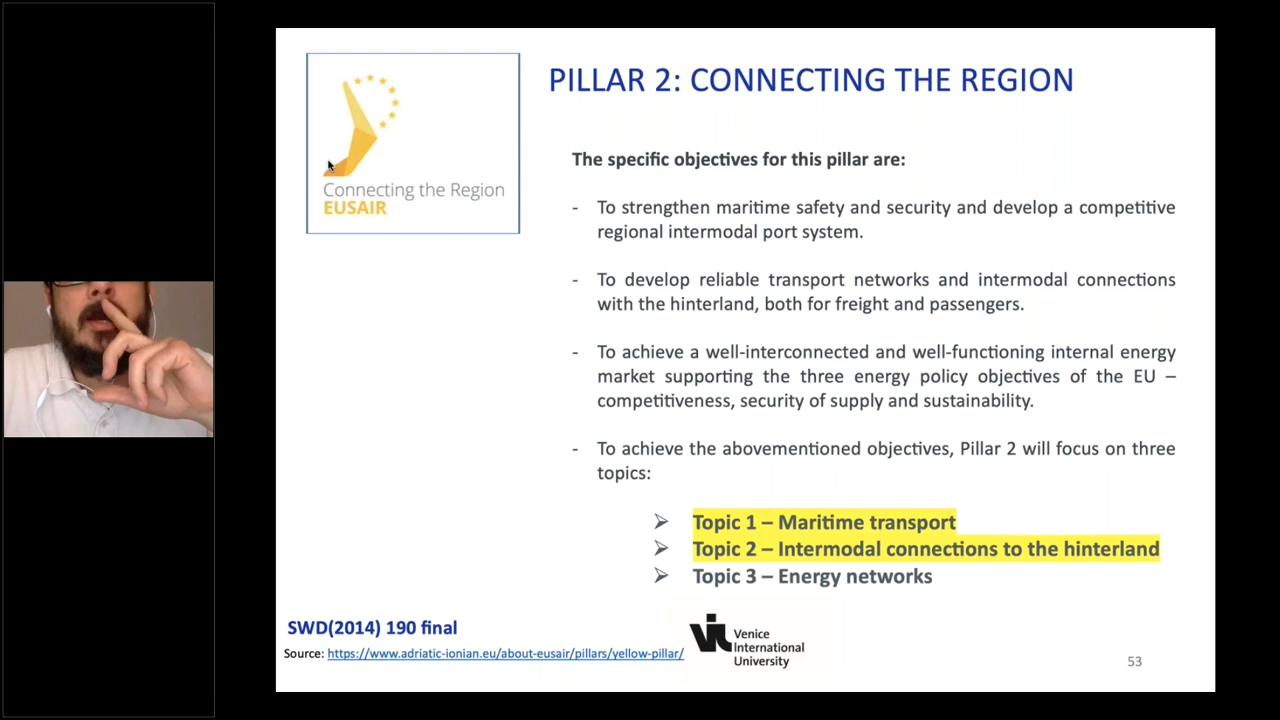 PILLAR 2: CONNECTING THE REGION
Connecting the Region
EUSAIR
The specific objectives for this pillar are:
- To strengthen maritime safety and security and develop a competitive
regional intermodal port system.
- To develop reliable transport networks and intermodal connections
with the hinterland, both for freight and passengers.
- To achieve a well-interconnected and well-functioning internal energy
market supporting the three energy policy objectives of the EU –
competitiveness, security of supply and sustainability.
- To achieve the abovementioned objectives, Pillar 2 will focus on three
topics:
➢ Topic 1 – Maritime transport
➢ Topic 2 – Intermodal connections to the hinterland
➢ Topic 3 – Energy networks
SWD(2014) 190 final
Source: https://www.adriatic-ionian.eu/about-eusair/pillars/yellow-pillar/
VIU
Venice
International
University
53